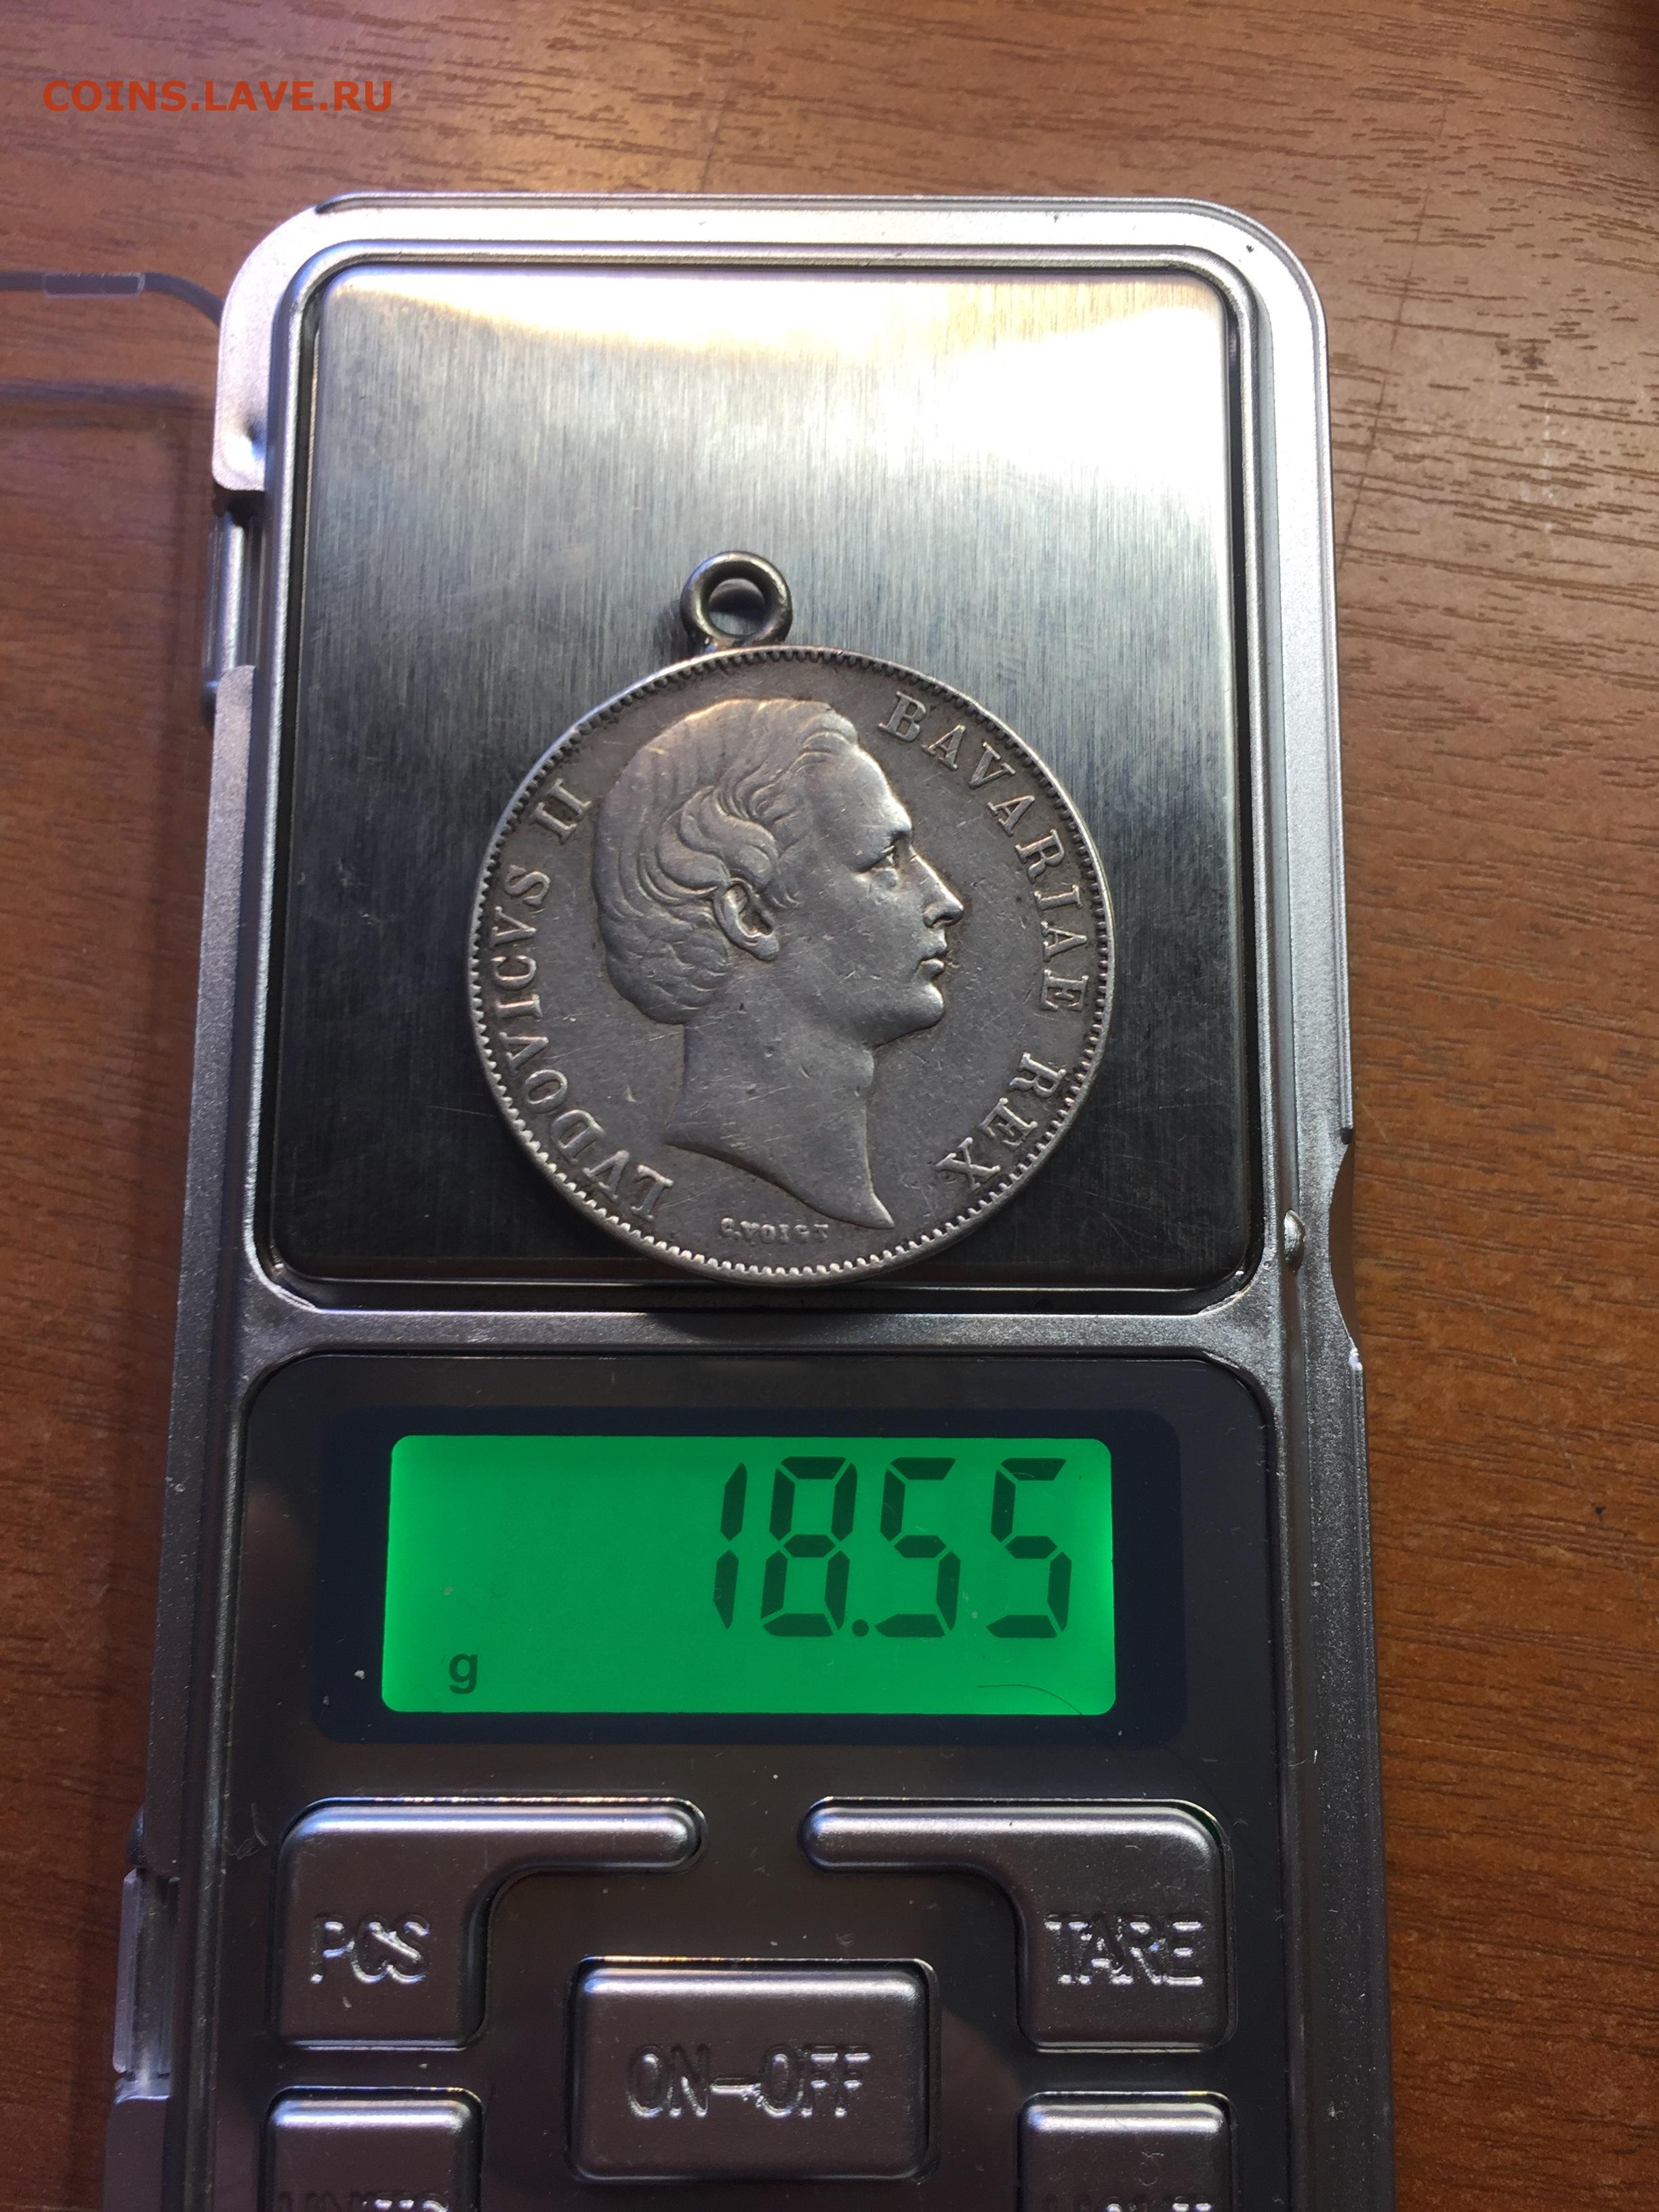 COINS.LAVE.RU
LVDOVICVS II BAVARIAE REX
C.VOIGT
18.55
g
PCS
TARE
ON-OFF